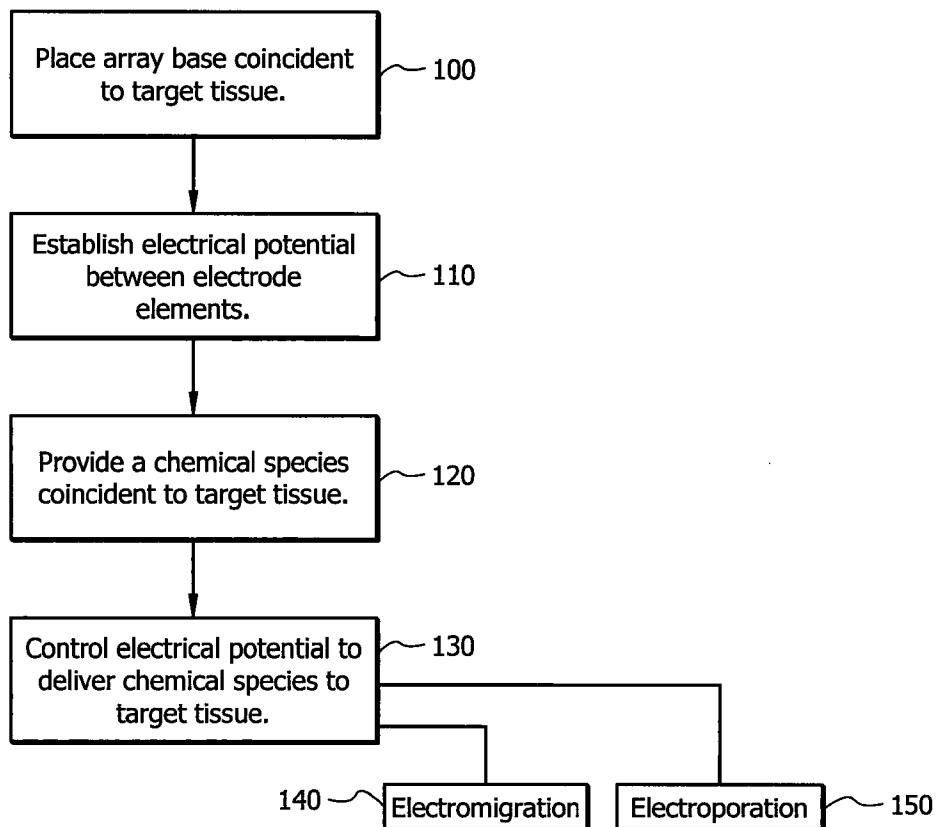 Place array base coincident
to target tissue.
100
Establish electrical potential
between electrode
elements.
110
Provide a chemical species
coincident to target tissue.
120
Control electrical potential to
deliver chemical species to
target tissue.
130
140
Electromigration
Electroporation
150